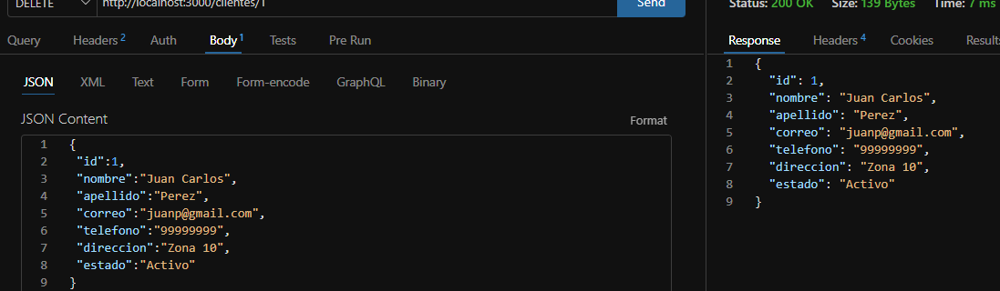 DELETE http://localhost:3000/clientes/1 Send Status: 200 OK Size: 139 Bytes Time: 7 ms
Query Headers 2 Auth Body 1 Tests Pre Run
Response Headers 4 Cookies Results
JSON XML Text Form Form-encode GraphQL Binary
JSON Content Format
1 {
2 "id":1,
3 "nombre":"Juan Carlos",
4 "apellido":"Perez",
5 "correo":"juanp@gmail.com",
6 "telefono":"99999999",
7 "direccion":"Zona 10",
8 "estado":"Activo"
9 }
1 {
2 "id": 1,
3 "nombre": "Juan Carlos",
4 "apellido": "Perez",
5 "correo": "juanp@gmail.com",
6 "telefono": "99999999",
7 "direccion": "Zona 10",
8 "estado": "Activo"
9 }